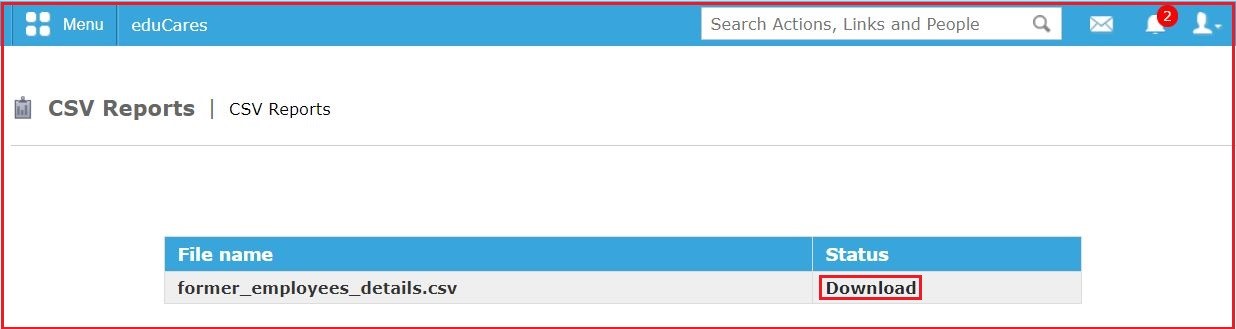 Menu eduCares Search Actions, Links and People 2
CSV Reports | CSV Reports
File name Status
former_employees_details.csv Download